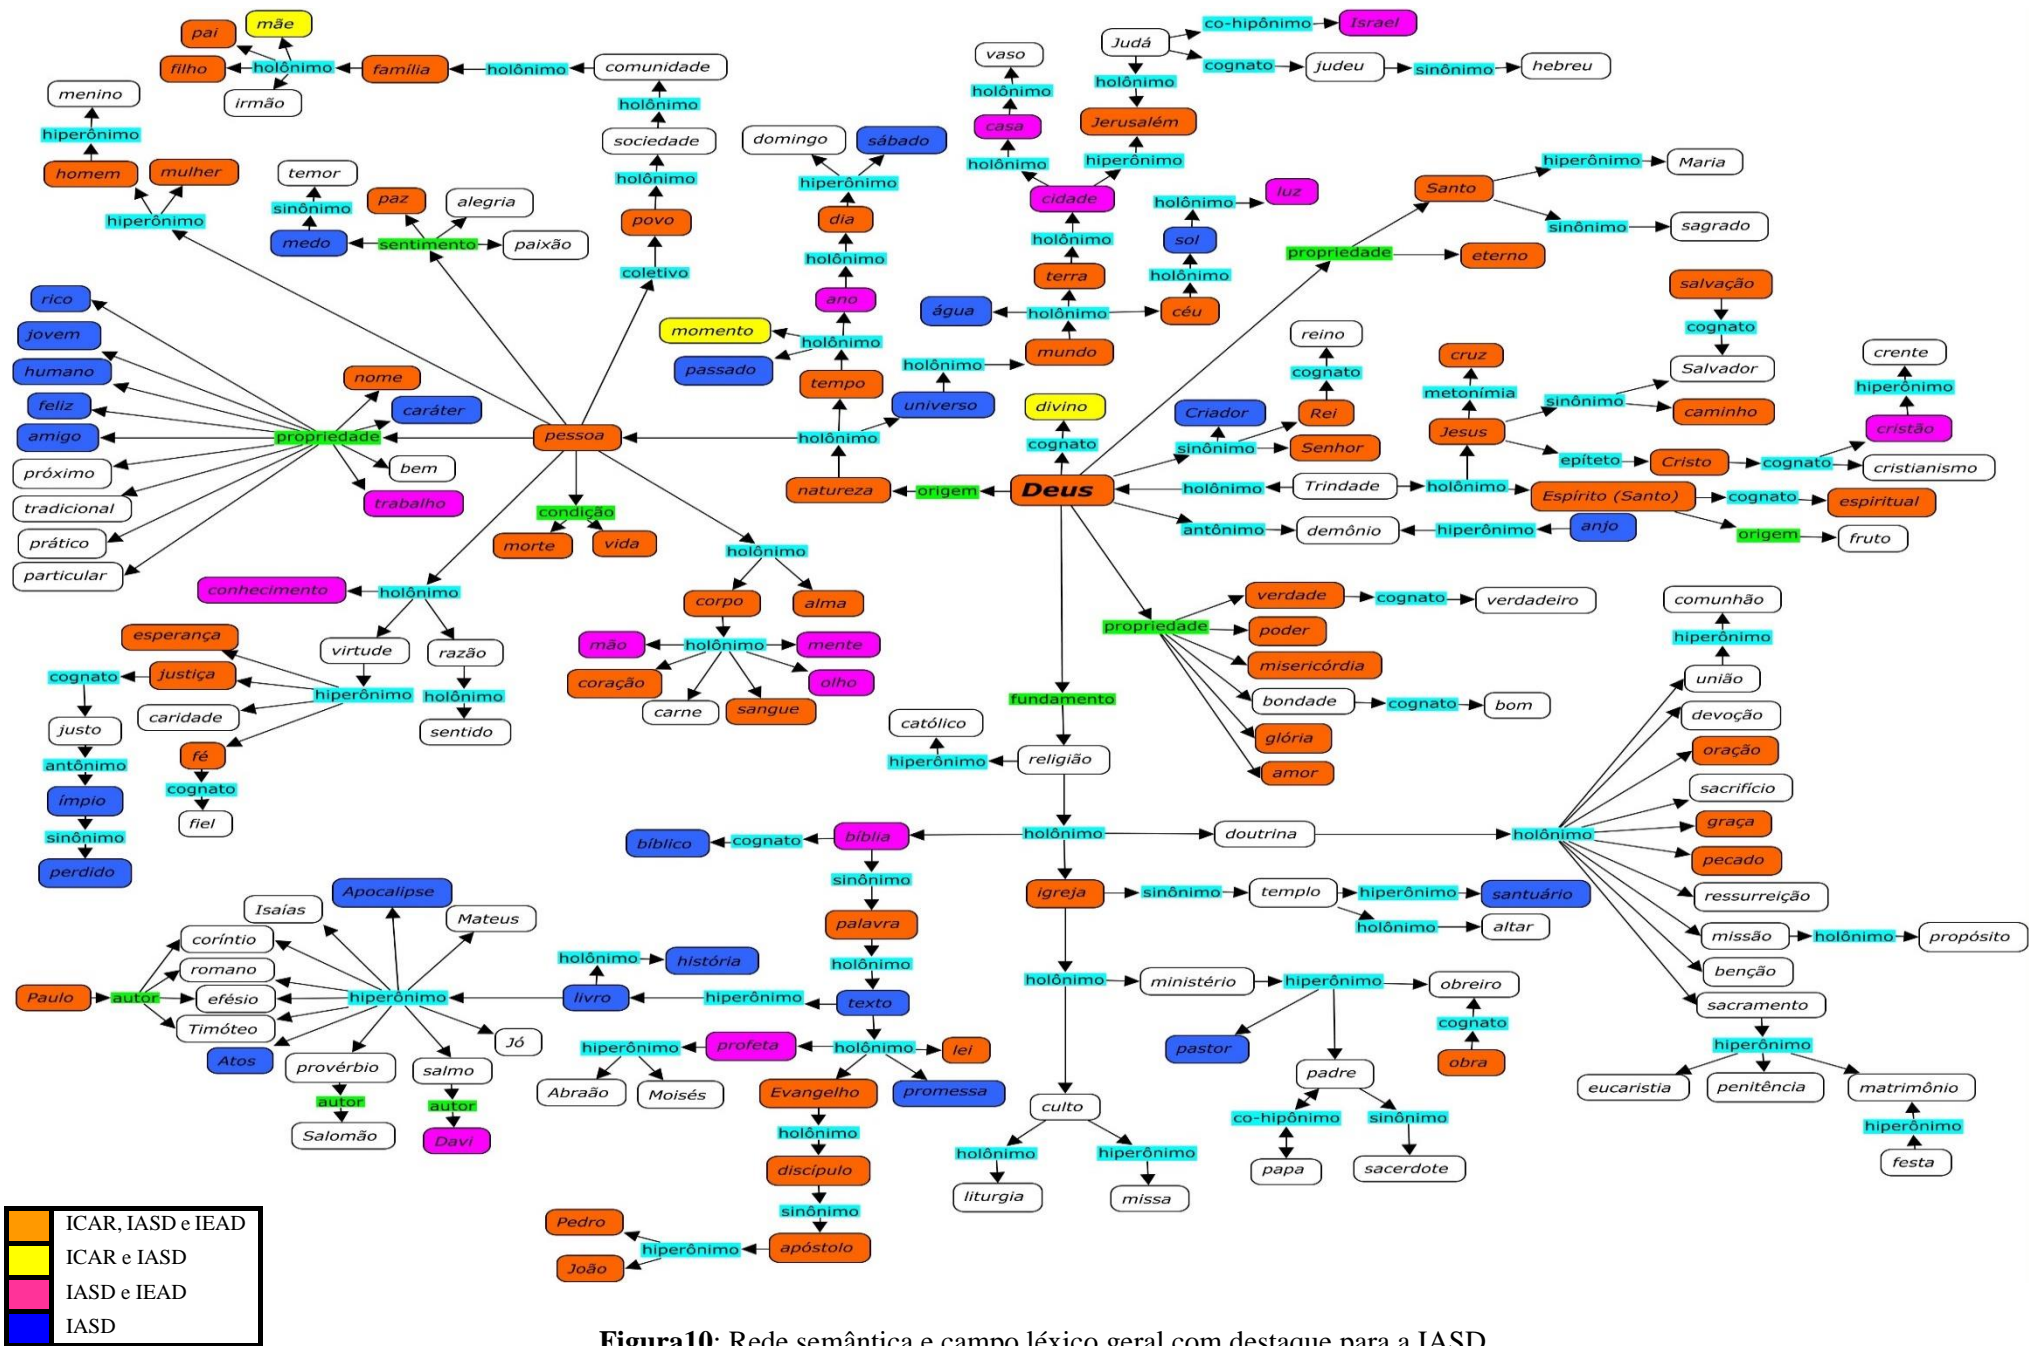 mãe
pai
holônimo
filho
família
holônimo
comunidade
irmão
menino
hiperônimo
homem
mulher
hiperônimo
holônimo
sociedade
holônimo
povo
coletivo
temor
sinônimo
medo
paz
alegria
sentimento
paixão
domingo
sábado
hiperônimo
dia
holônimo
ano
momento
holônimo
passado
tempo
vaso
holônimo
casa
holônimo
cidade
Judá
co-hipônimo
Israel
cognato
judeu
sinônimo
hebreu
holônimo
Jerusalém
hiperônimo
holônimo
terra
luz
holônimo
sol
holônimo
água
holônimo
céu
mundo
holônimo
universo
Santo
hiperônimo
Maria
sinônimo
sagrado
propriedade
eterno
salvação
cognato
Salvador
reino
cognato
Rei
cruz
metonímia
sinônimo
caminho
Jesus
epíteto
Cristo
cognato
crente
hiperônimo
cristão
cristianismo
divino
cognato
Criador
sinônimo
Senhor
rico
jovem
humano
feliz
amigo
próximo
tradicional
prático
particular
nome
caráter
propriedade
bem
trabalho
pessoa
holônimo
natureza
origem
Deus
holônimo
Trindade
holônimo
Espírito (Santo)
cognato
espiritual
antônimo
demônio
hiperônimo
anjo
origem
fruto
condição
morte
vida
holônimo
corpo
alma
mão
holônimo
mente
coração
carne
sangue
olho
conhecimento
holônimo
virtude
razão
holônimo
sentido
esperança
cognato
justiça
hiperônimo
caridade
fé
cognato
fiel
justo
antônimo
ímpio
sinônimo
perdido
propriedade
verdade
cognato
verdadeiro
poder
misericórdia
bondade
cognato
bom
glória
amor
fundamento
católico
hiperônimo
religião
holônimo
doutrina
holônimo
comunhão
hiperônimo
união
devoção
oração
sacrifício
graça
pecado
ressurreição
missão
holônimo
propósito
benção
sacramento
hiperônimo
eucaristia
penitência
matrimônio
hiperônimo
festa
bíblico
cognato
bíblia
sinônimo
palavra
holônimo
texto
hiperônimo
livro
holônimo
história
igreja
sinônimo
templo
hiperônimo
santuário
holônimo
altar
holônimo
ministério
hiperônimo
obreiro
cognato
obra
pastor
padre
co-hipônimo
papa
sinônimo
sacerdote
culto
holônimo
liturgia
hiperônimo
missa
Apocalipse
Isaías
Mateus
coríntio
romano
Paulo
autor
efésio
hiperônimo
Timóteo
Atos
provérbio
salmo
Jó
autor
Salomão
autor
Davi
hiperônimo
profeta
holônimo
lei
Abraão
Moisés
Evangelho
promessa
holônimo
discípulo
sinônimo
Pedro
hiperônimo
apóstolo
João
ICAR, IASD e IEAD
ICAR e IASD
IASD e IEAD
IASD
Figura10: Rede semântica e campo léxico geral com destaque para a IASD